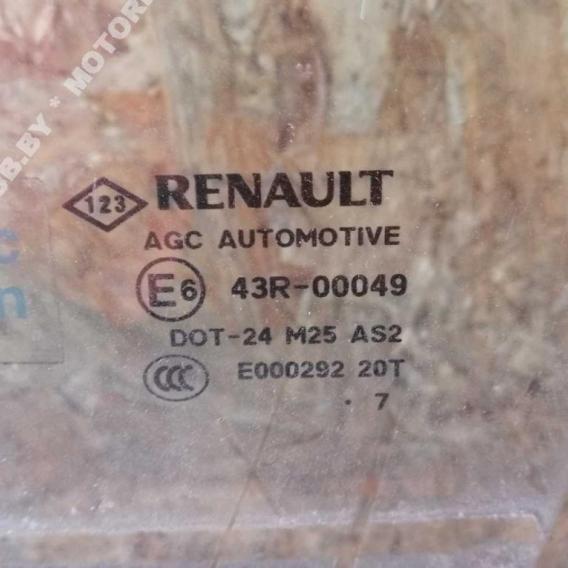 123 RENAULT
AGC AUTOMOTIVE
E6 43R-00049
DOT-24 M25 AS2
CCC E000292 20T
. 7